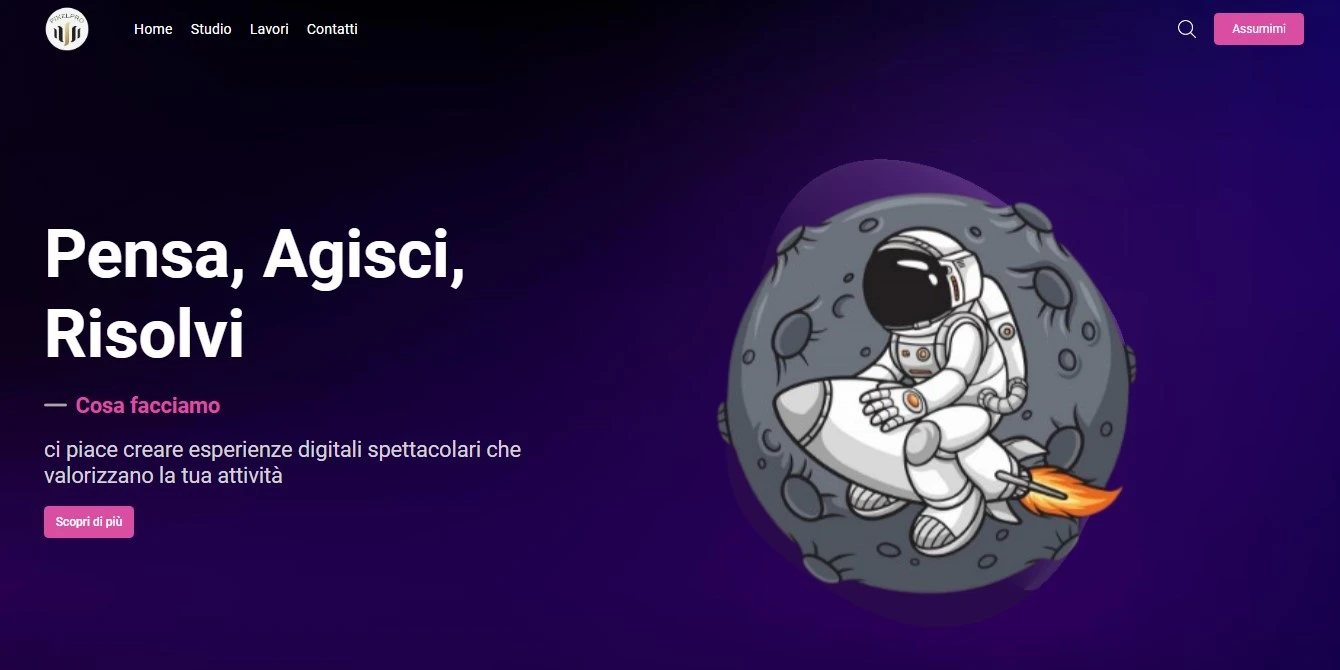 PIXELPRO
Home Studio Lavori Contatti
Assumimi
Pensa, Agisci,
Risolvi
— Cosa facciamo
ci piace creare esperienze digitali spettacolari che
valorizzano la tua attività
Scopri di più